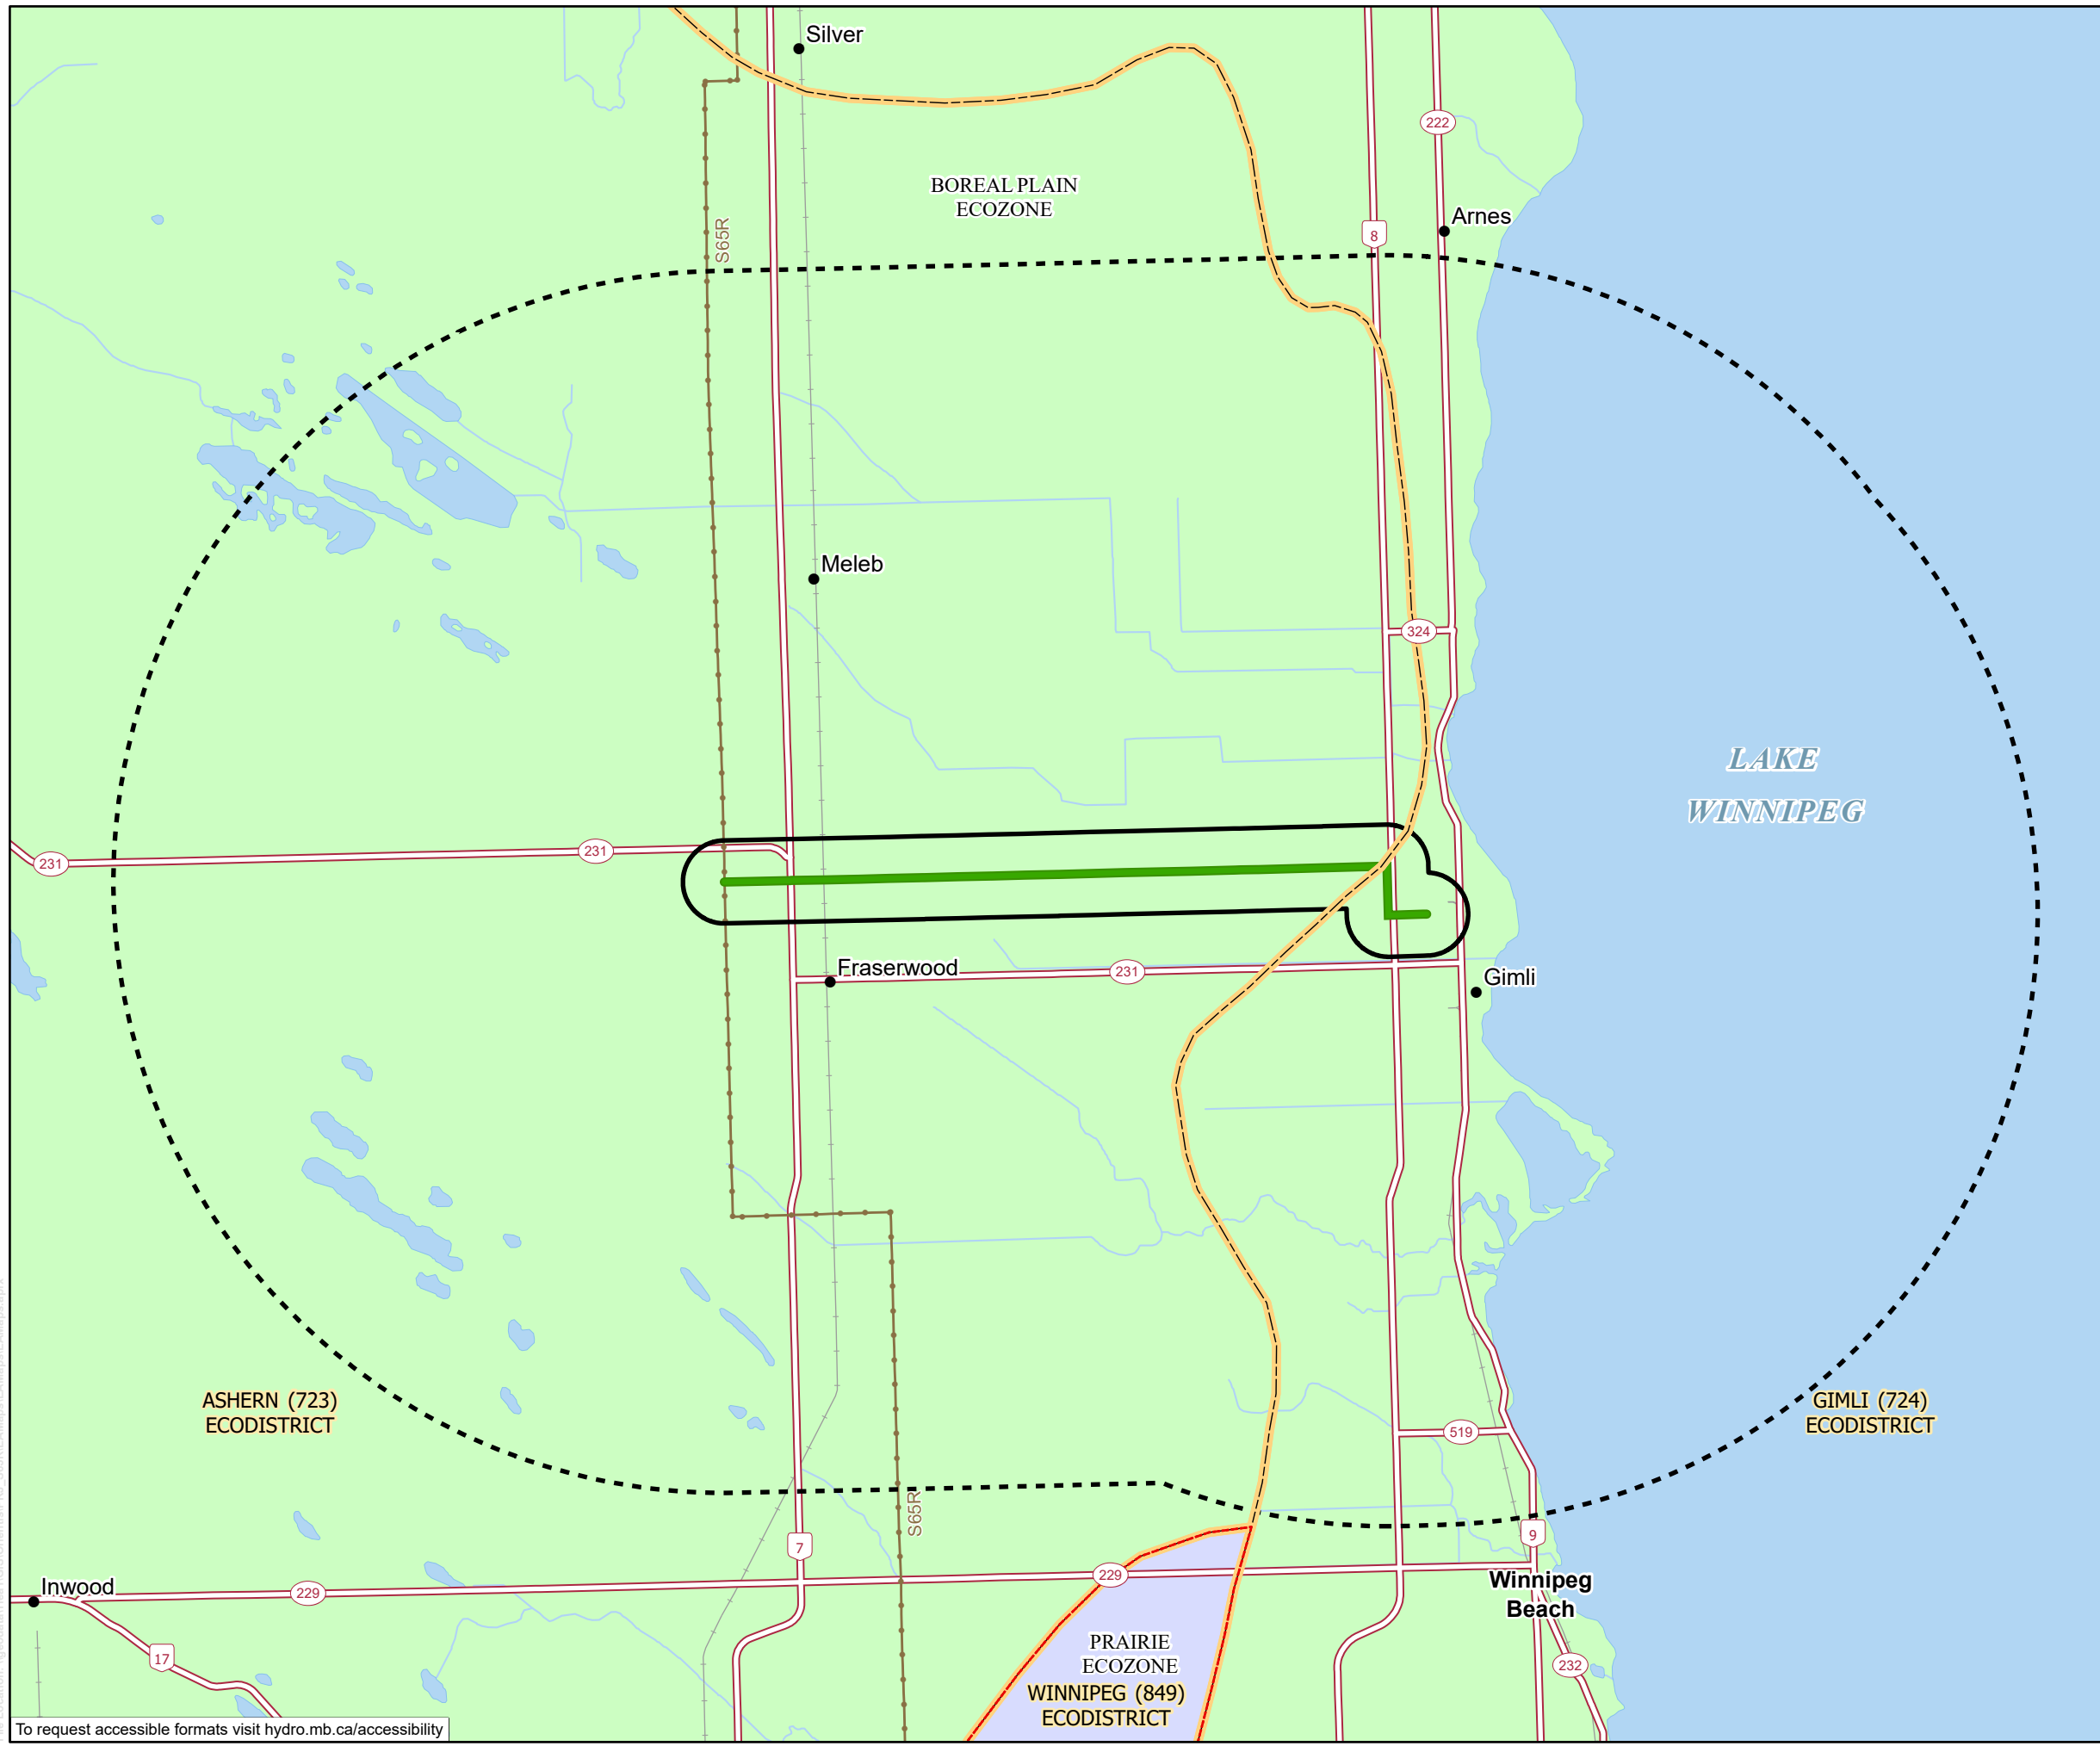 Silver
222
BOREAL PLAIN
ECOZONE
Arnes
S65R
8
Meleb
324
LAKE
WINNIPEG
231
231
Fraserwood
231
Gimli
ASHERN (723)
ECODISTRICT
GIMLI (724)
ECODISTRICT
519
S65R
7
9
Inwood
229
229
Winnipeg
Beach
PRAIRIE
ECOZONE
17
232
WINNIPEG (849)
ECODISTRICT
To request accessible formats visit hydro.mb.ca/accessibility